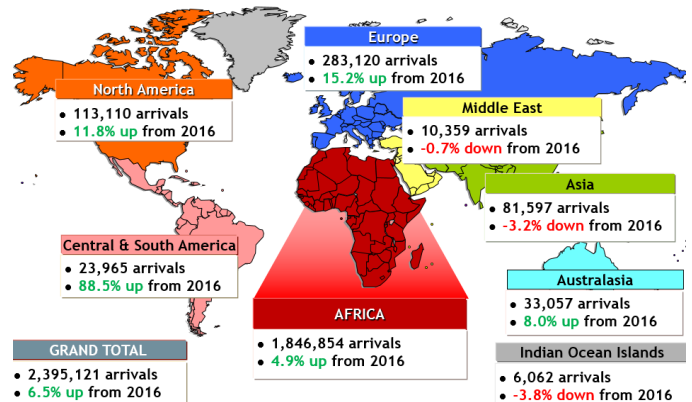 Europe
• 283,120 arrivals
• 15.2% up from 2016
North America
• 113,110 arrivals
• 11.8% up from 2016
Middle East
• 10,359 arrivals
• -0.7% down from 2016
Asia
• 81,597 arrivals
• -3.2% down from 2016
Central & South America
• 23,965 arrivals
• 88.5% up from 2016
Australasia
• 33,057 arrivals
• 8.0% up from 2016
AFRICA
• 1,846,854 arrivals
• 4.9% up from 2016
GRAND TOTAL
• 2,395,121 arrivals
• 6.5% up from 2016
Indian Ocean Islands
• 6,062 arrivals
• -3.8% down from 2016